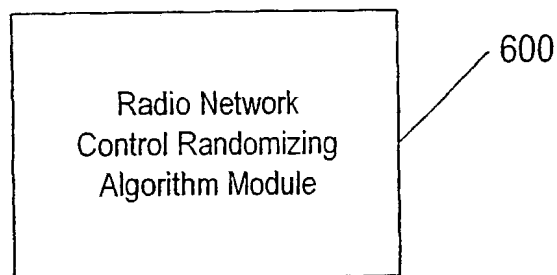 600
Radio Network
Control Randomizing
Algorithm Module